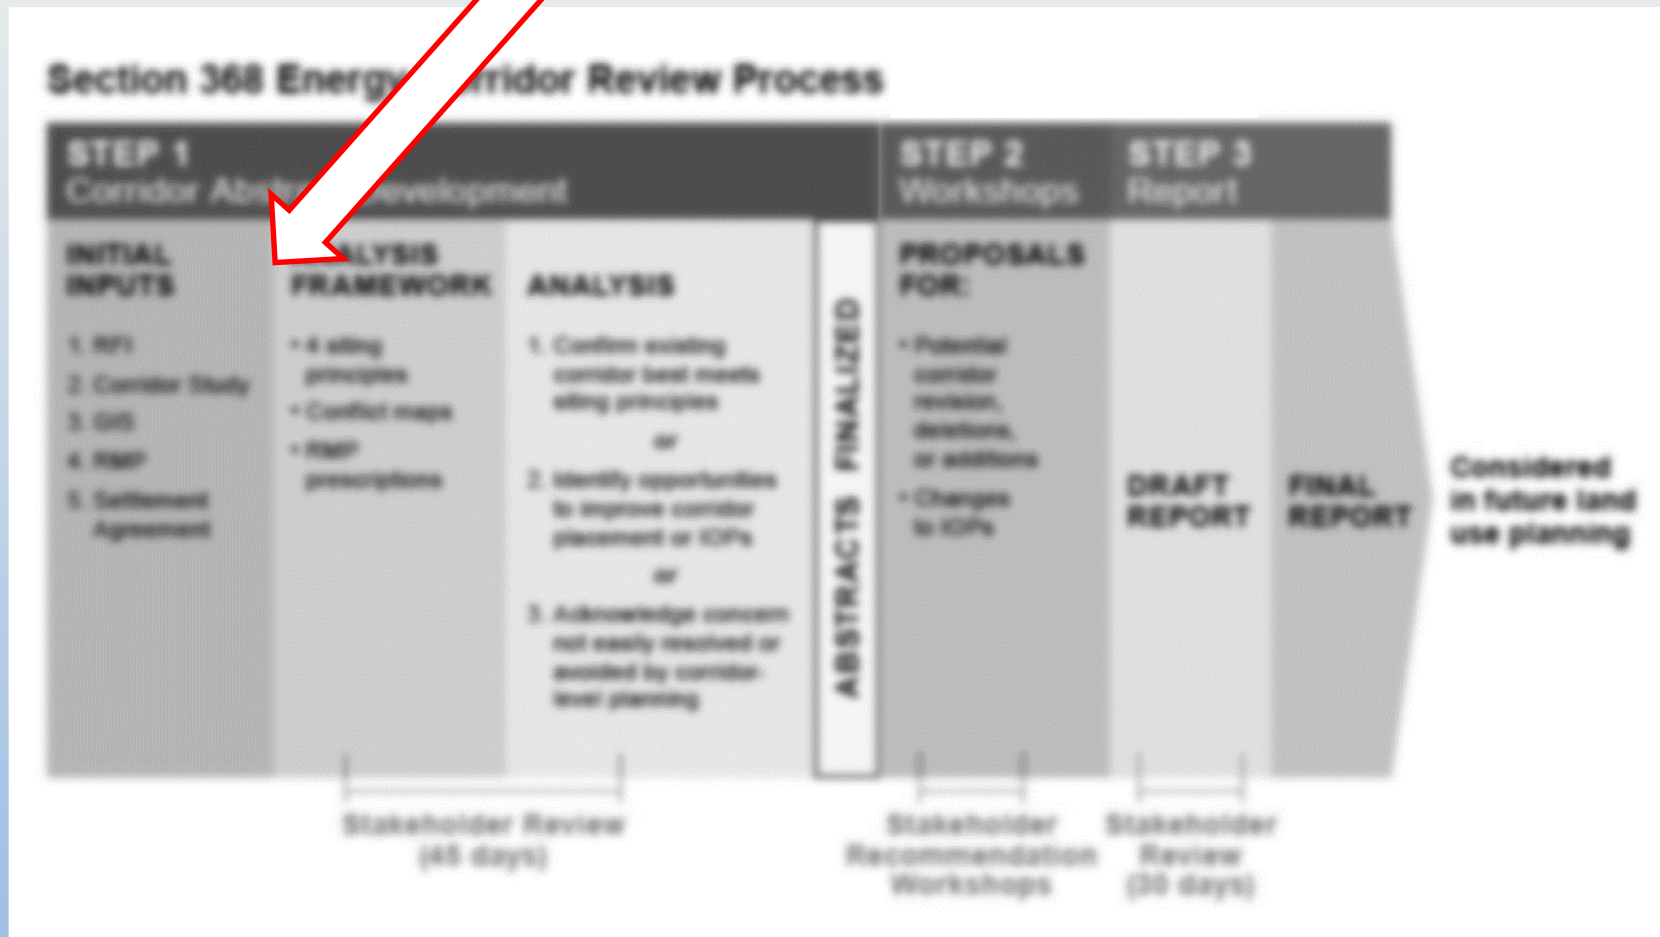 Section 368 Energy Corridor Review Process
STEP 1
Corridor Abstract Development
STEP 2
Workshops
STEP 3
Report
INITIAL
INPUTS
1. RFI
2. Corridor Study
3. GIS
4. RMP
5. Settlement
Agreement
ANALYSIS
FRAMEWORK
• 4 siting
principles
• Conflict maps
• RMP
prescriptions
ANALYSIS
1. Confirm existing
corridor best meets
siting principles
or
2. Identify opportunities
to improve corridor
placement or IOPs
or
3. Acknowledge concern
not easily resolved or
avoided by corridor-
level planning
ABSTRACTS FINALIZED
PROPOSALS
FOR:
• Potential
corridor
revision,
deletions,
or additions
• Changes
to IOPs
DRAFT
REPORT
FINAL
REPORT
Considered
in future land
use planning
Stakeholder Review
(45 days)
Stakeholder
Recommendation
Workshops
Stakeholder
Review
(30 days)